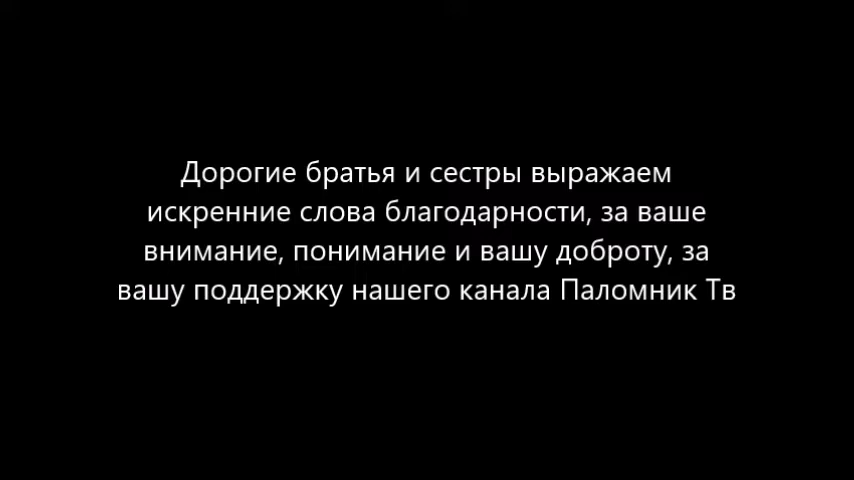 Дорогие братья и сестры выражаем
искренние слова благодарности, за ваше
внимание, понимание и вашу доброту, за
вашу поддержку нашего канала Паломник Тв